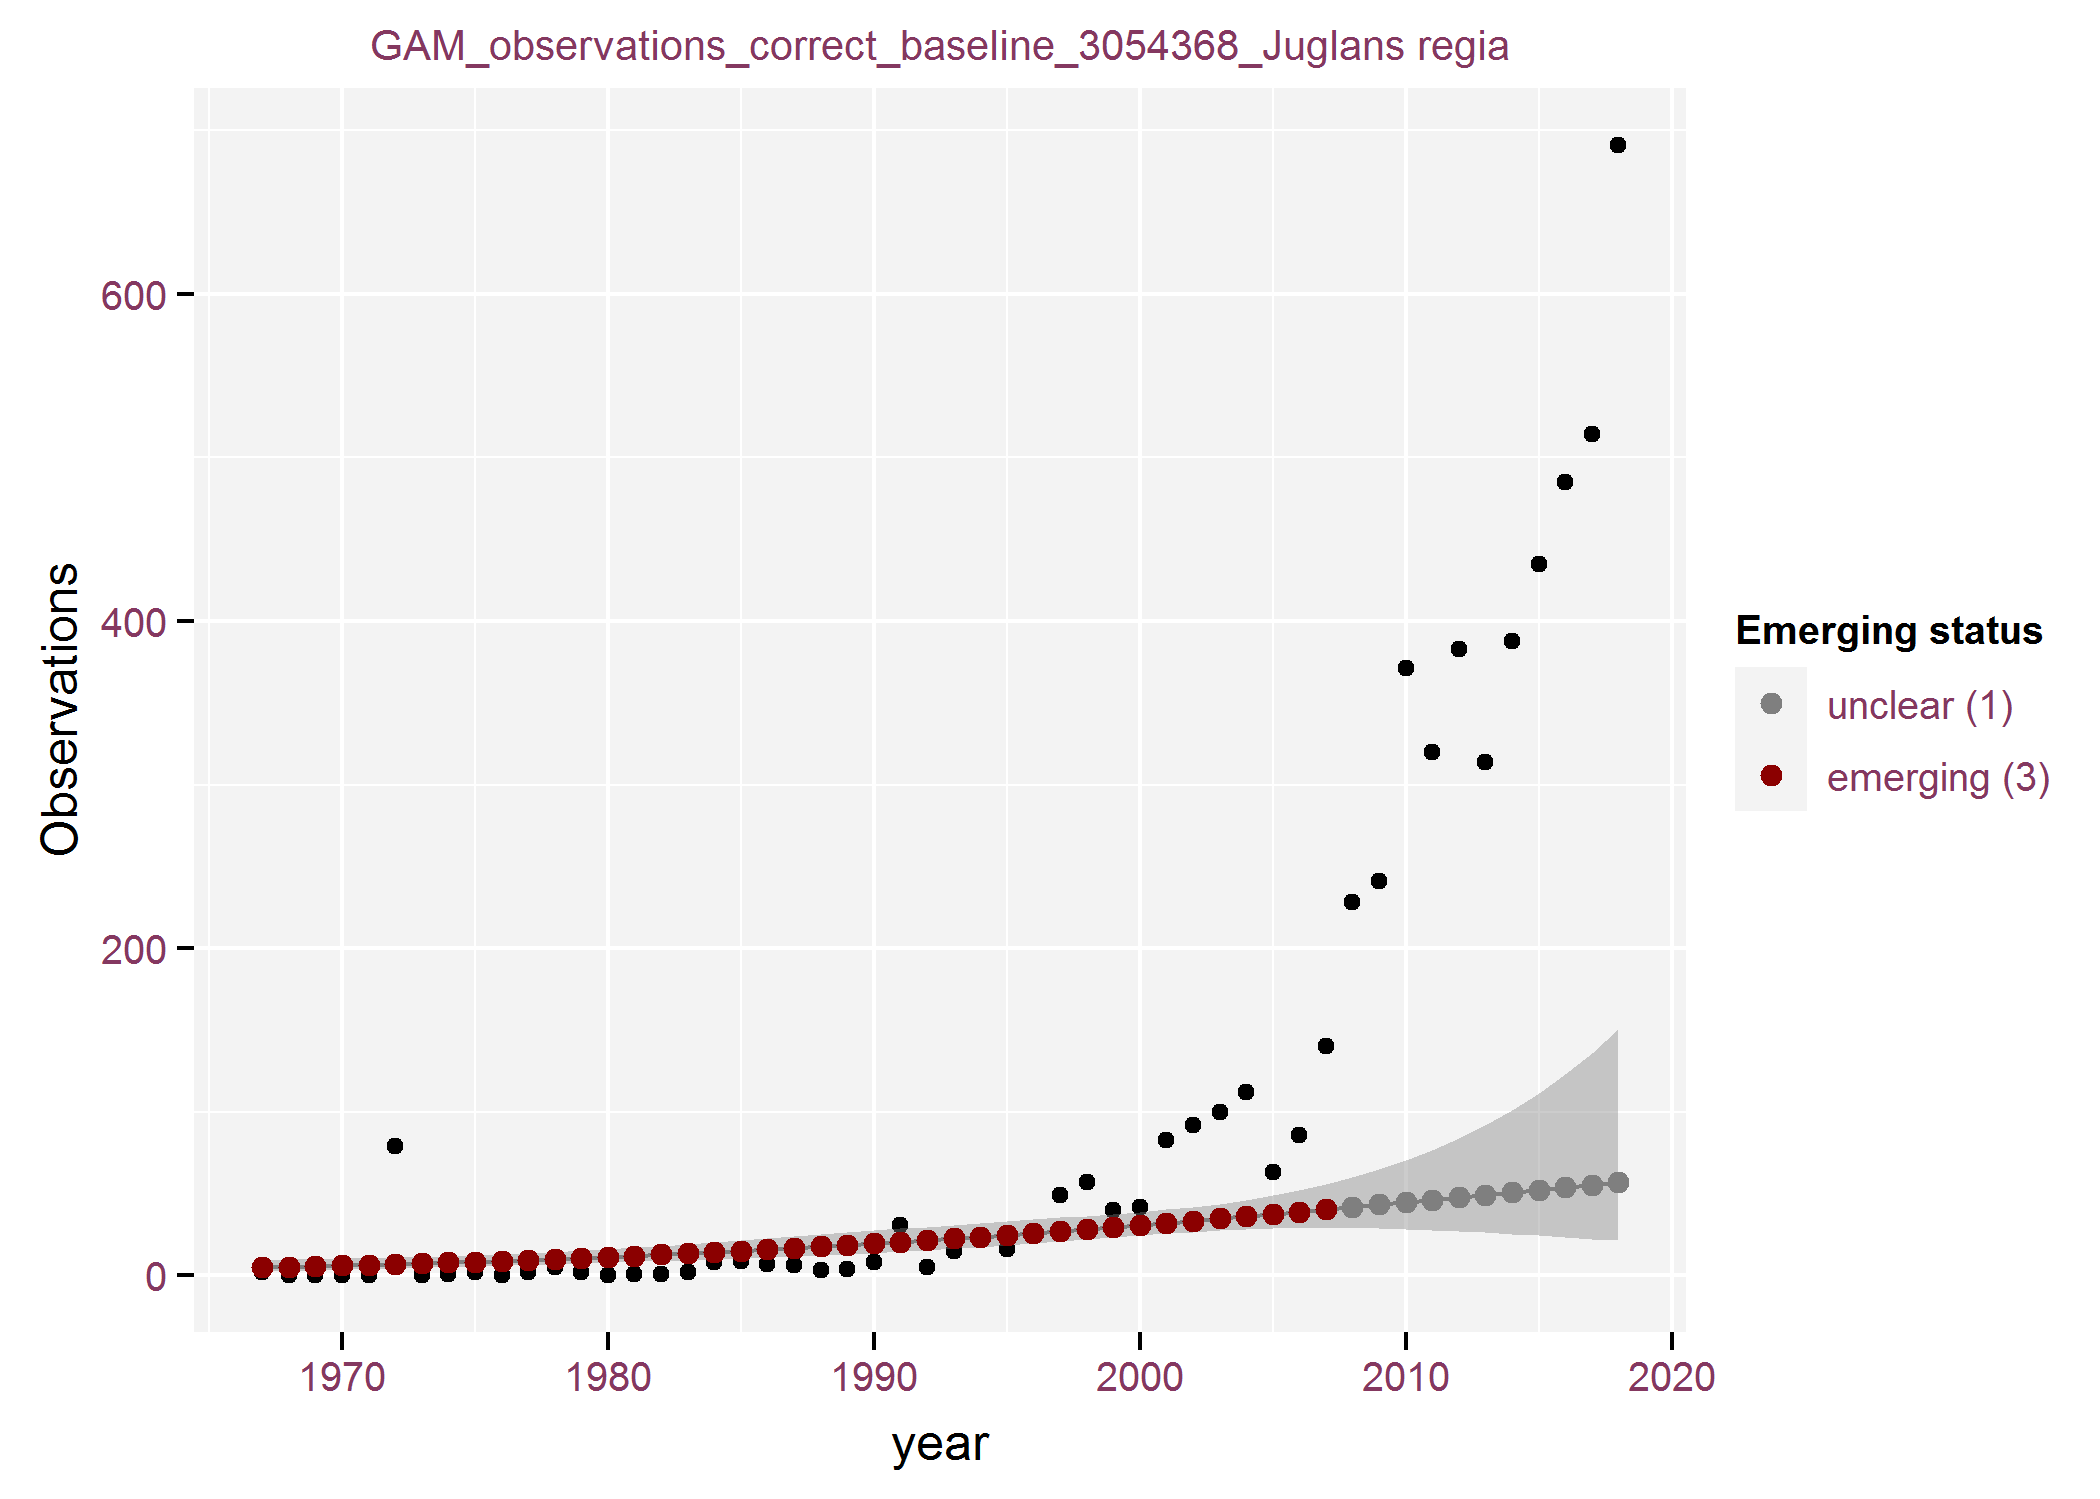 GAM_observations_correct_baseline_3054368_Juglans regia
600
400
200
0
Observations
1970 1980 1990 2000 2010 2020
year
Emerging status
unclear (1)
emerging (3)